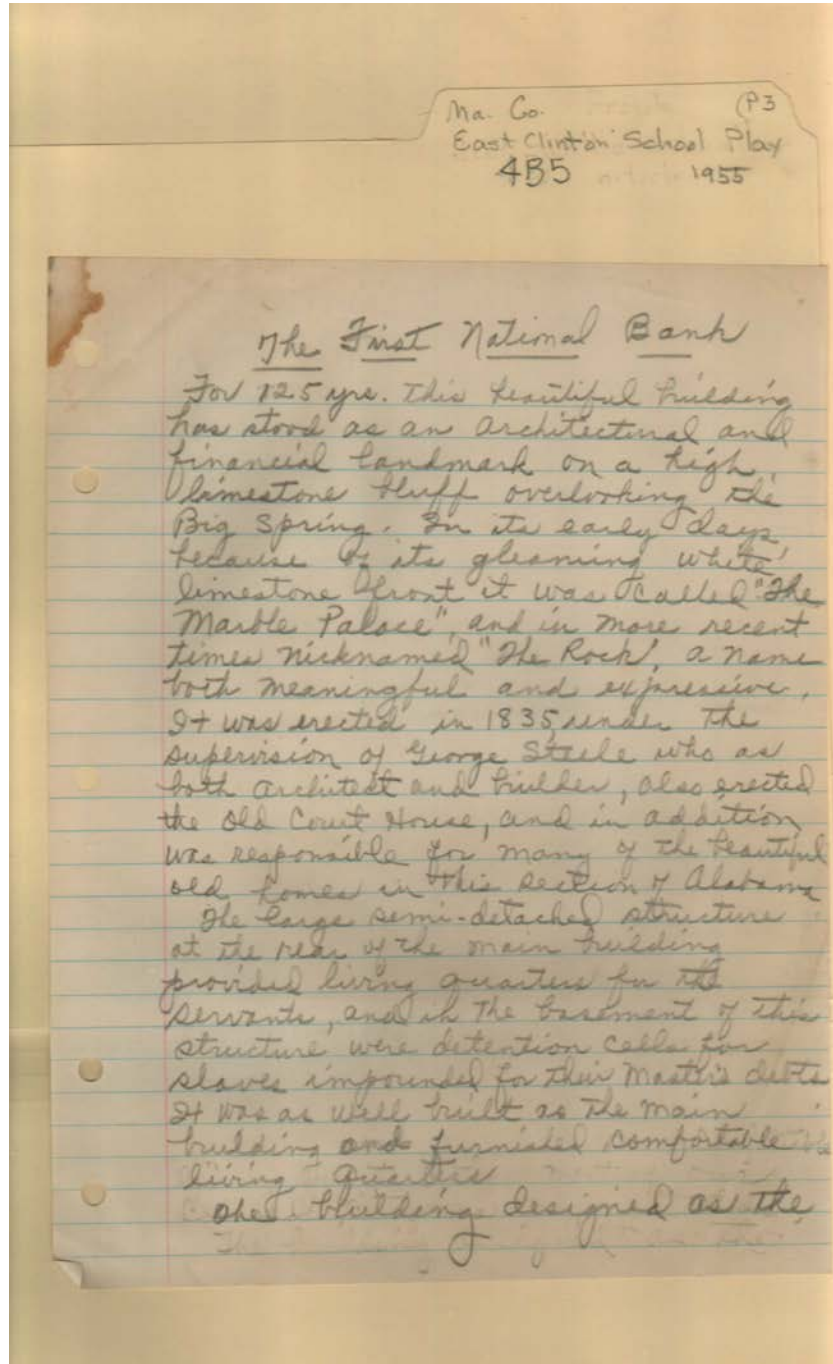 Ma. Co. (P3
East Clinton School Play
4B5 1955
The First National Bank
For 125 yrs. this beautiful building
has stood as an architectural and
financial landmark on a high,
limestone bluff overlooking the
Big Spring. In its early days,
because of its gleaming white
limestone front it was called "The
Marble Palace", and in more recent
times nicknamed "The Rock", a name
both meaningful and expressive.
It was erected in 1835, under the
supervision of George Steele who as
both architect and builder, also erected
the old Court House, and in addition,
was responsible for many of the beautiful
old homes in this section of Alabama
The large semi-detached structure
at the rear of the main building
provided living quarters for the
servants, and in the basement of this
structure were detention cells for
slaves impounded for their Master's debts.
It was as well built as the main
building and furnished comfortable
living quarters
The building designed as the